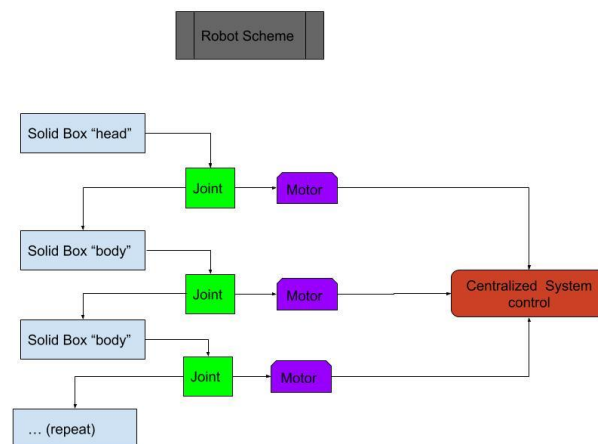 Robot Scheme
Solid Box “head”
Joint
Motor
Solid Box “body”
Joint
Motor
Centralized System
control
Solid Box “body”
Joint
Motor
... (repeat)